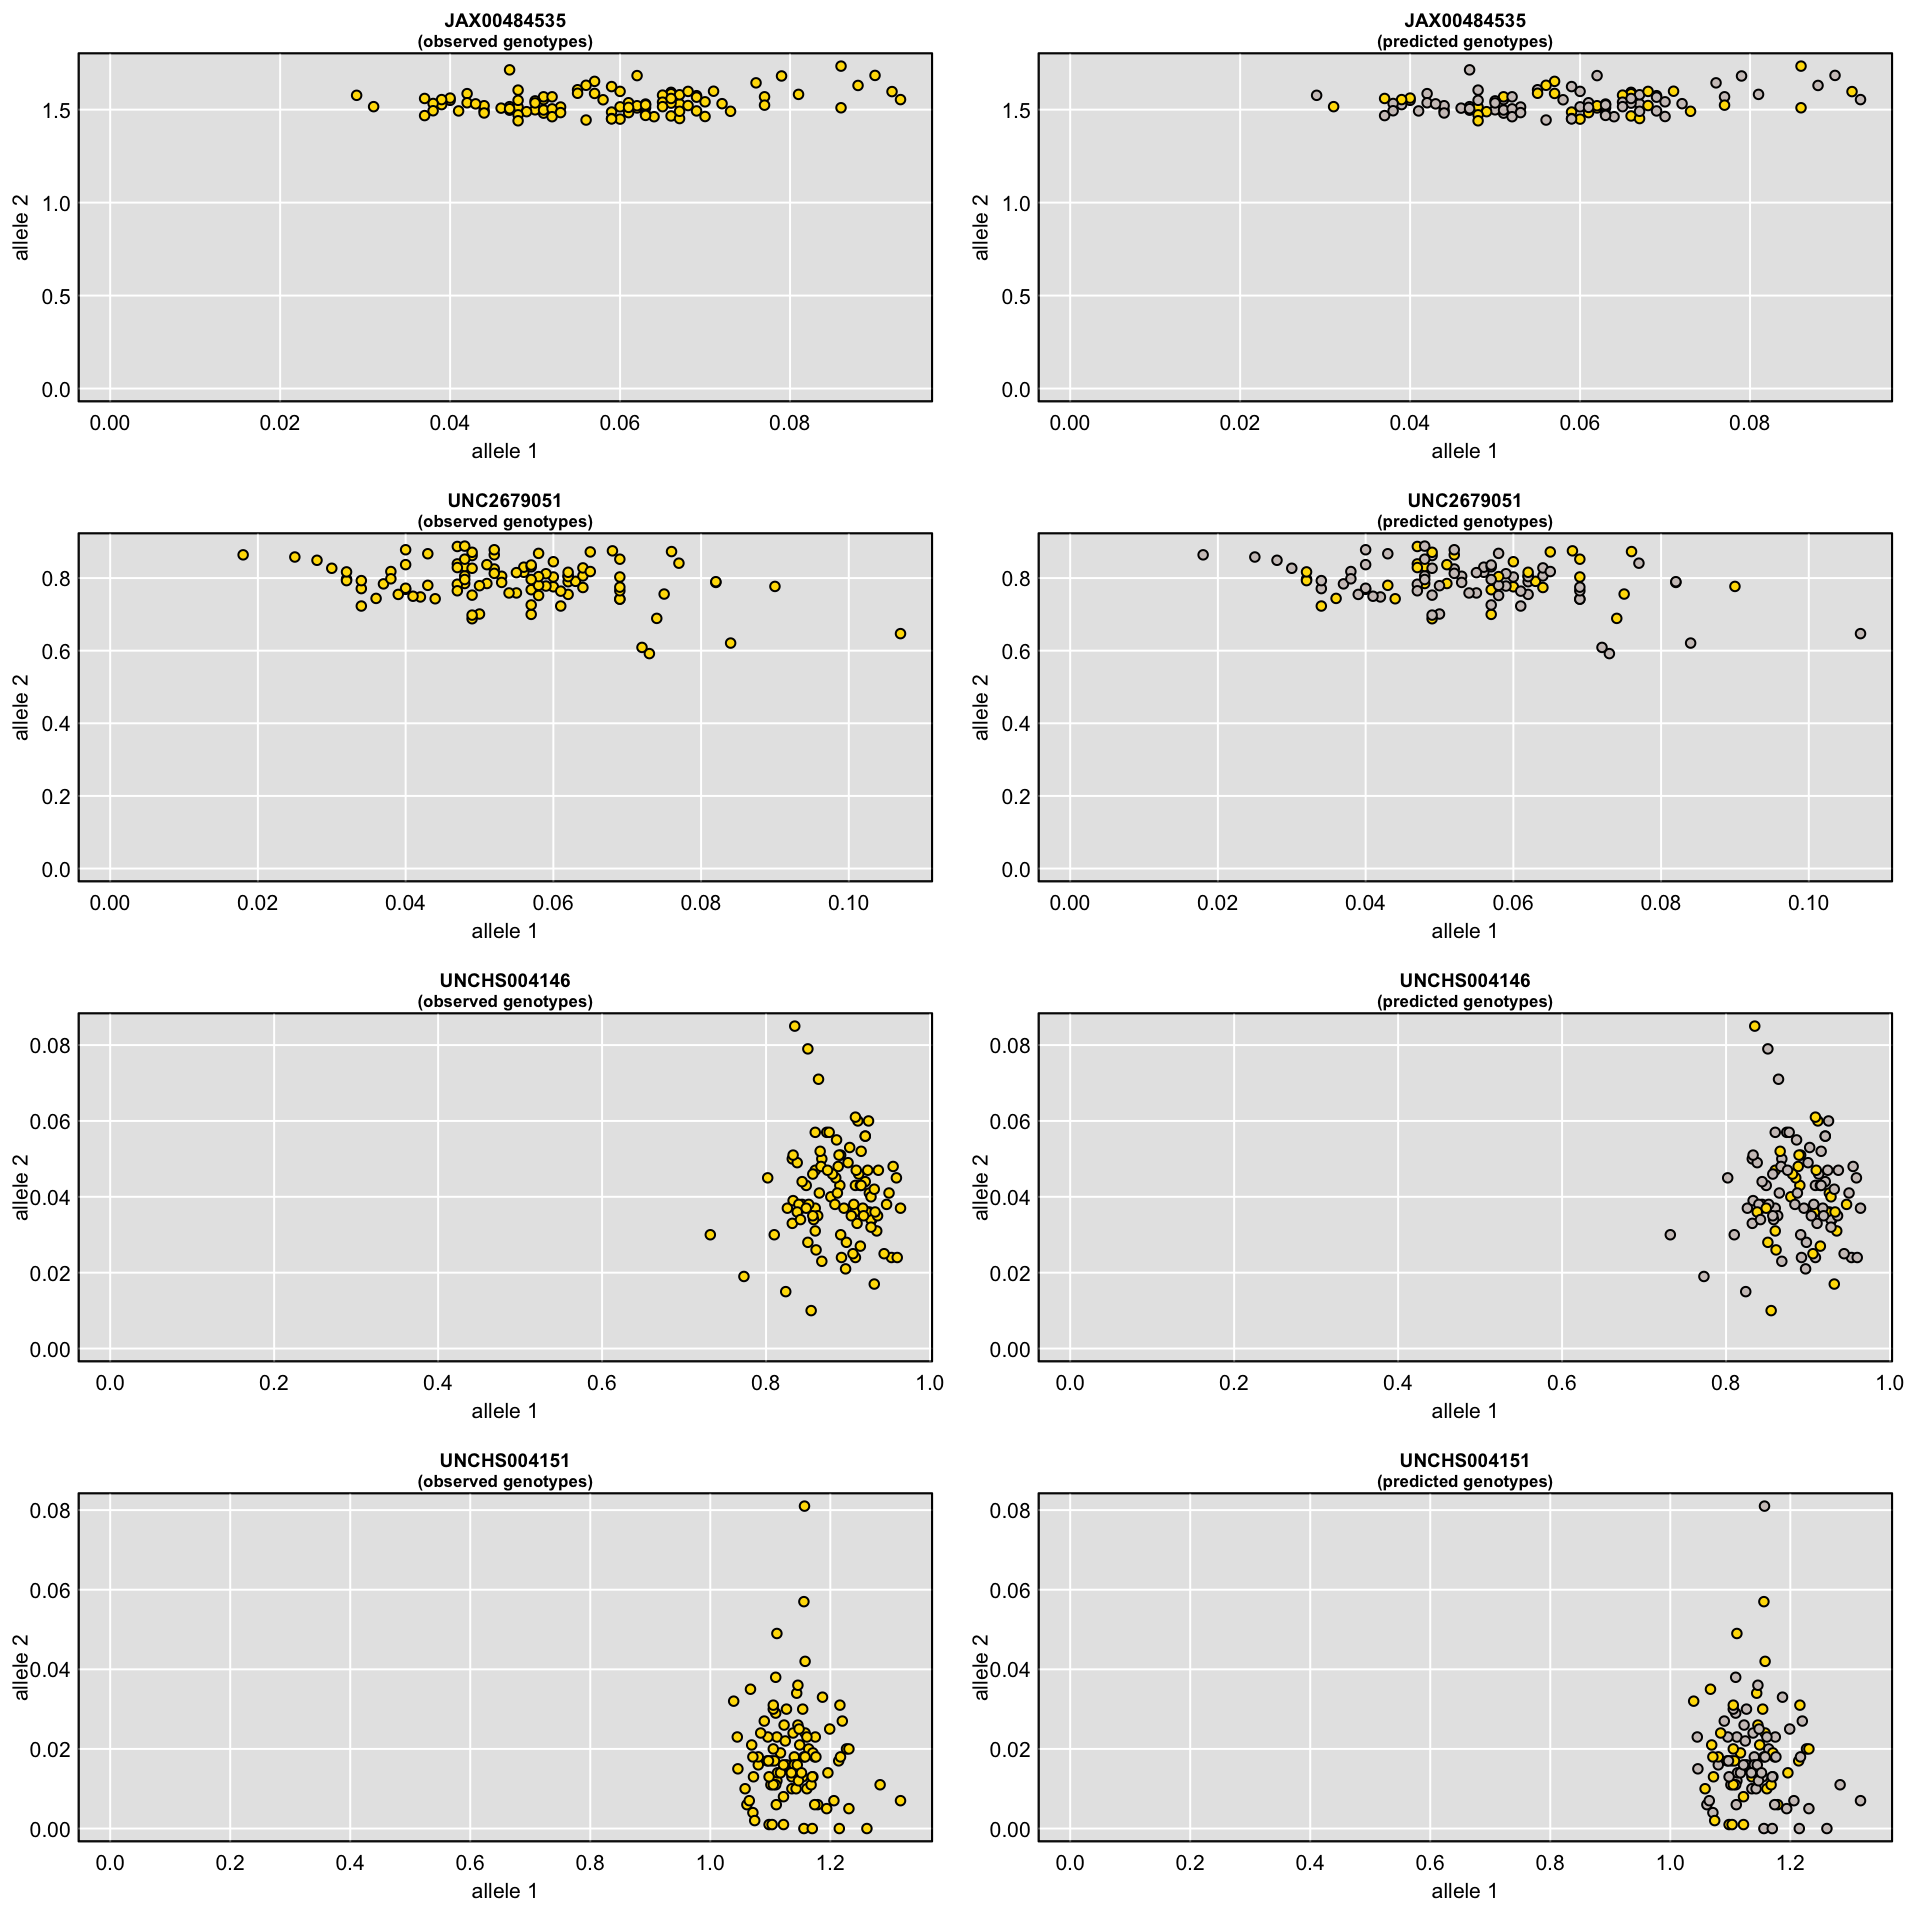 JAX00484535
(observed genotypes)
allele 2
1.5
1.0
0.5
0.0
0.00 0.02 0.04 0.06 0.08
allele 1
JAX00484535
(predicted genotypes)
allele 2
1.5
1.0
0.5
0.0
0.00 0.02 0.04 0.06 0.08
allele 1
UNC2679051
(observed genotypes)
allele 2
0.8
0.6
0.4
0.2
0.0
0.00 0.02 0.04 0.06 0.08 0.10
allele 1
UNC2679051
(predicted genotypes)
allele 2
0.8
0.6
0.4
0.2
0.0
0.00 0.02 0.04 0.06 0.08 0.10
allele 1
UNCHS004146
(observed genotypes)
allele 2
0.08
0.06
0.04
0.02
0.00
0.0 0.2 0.4 0.6 0.8 1.0
allele 1
UNCHS004146
(predicted genotypes)
allele 2
0.08
0.06
0.04
0.02
0.00
0.0 0.2 0.4 0.6 0.8 1.0
allele 1
UNCHS004151
(observed genotypes)
allele 2
0.08
0.06
0.04
0.02
0.00
0.0 0.2 0.4 0.6 0.8 1.0 1.2
allele 1
UNCHS004151
(predicted genotypes)
allele 2
0.08
0.06
0.04
0.02
0.00
0.0 0.2 0.4 0.6 0.8 1.0 1.2
allele 1